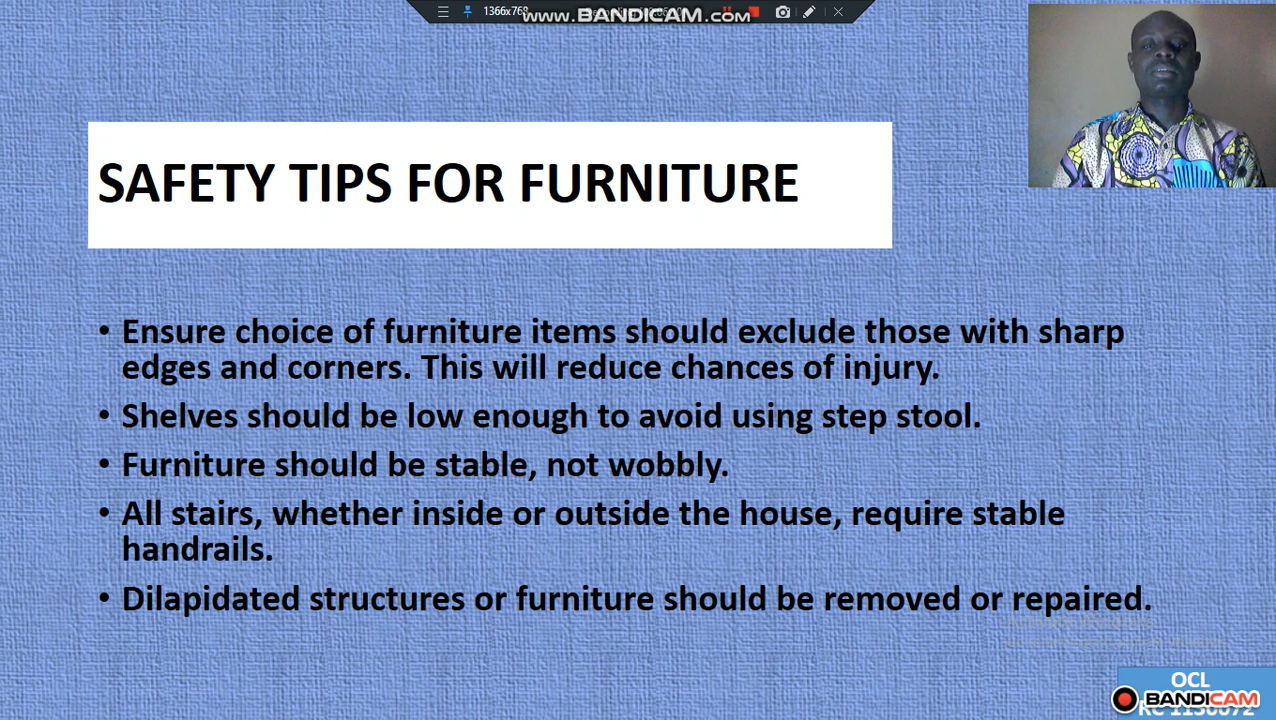 1366x768
www.BANDICAM.com
SAFETY TIPS FOR FURNITURE
• Ensure choice of furniture items should exclude those with sharp
edges and corners. This will reduce chances of injury.
• Shelves should be low enough to avoid using step stool.
• Furniture should be stable, not wobbly.
• All stairs, whether inside or outside the house, require stable
handrails.
• Dilapidated structures or furniture should be removed or repaired.
OCL
BANDICAM